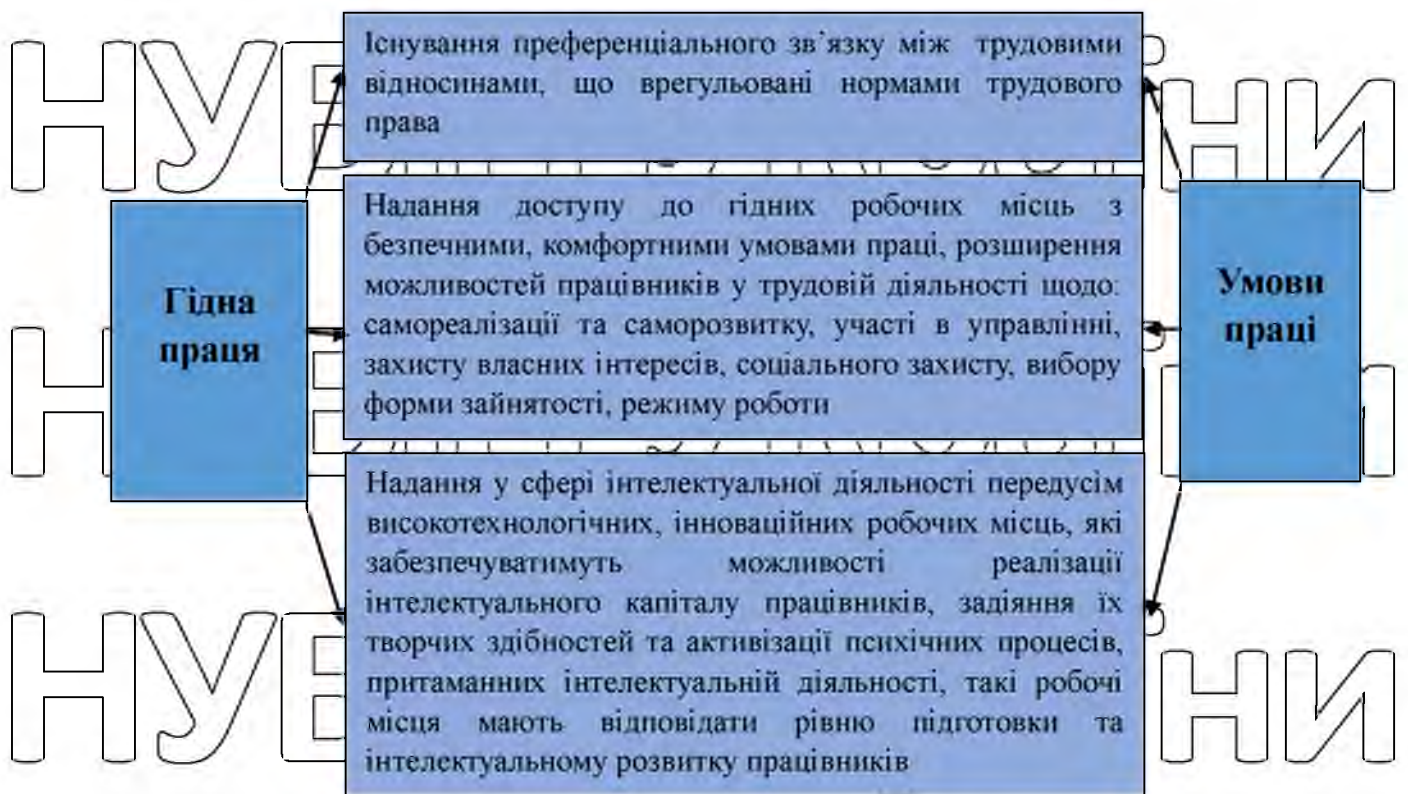 Існування преференціального зв`язку між трудовими
відносинами, що врегульовані нормами трудового
права
Гідна
праця
Надання доступу до гідних робочих місць з
безпечними, комфортними умовами праці, розширення
можливостей працівників у трудовій діяльності щодо:
самореалізації та саморозвитку, участі в управлінні,
захисту власних інтересів, соціального захисту, вибору
форми зайнятості, режиму роботи
Умови
праці
Надання у сфері інтелектуальної діяльності передусім
високотехнологічних, інноваційних робочих місць, які
забезпечуватимуть можливості реалізації
інтелектуального капіталу працівників, задіяння їх
творчих здібностей та активізації психічних процесів,
притаманних інтелектуальній діяльності, такі робочі
місця мають відповідати рівню підготовки та
інтелектуальному розвитку працівників